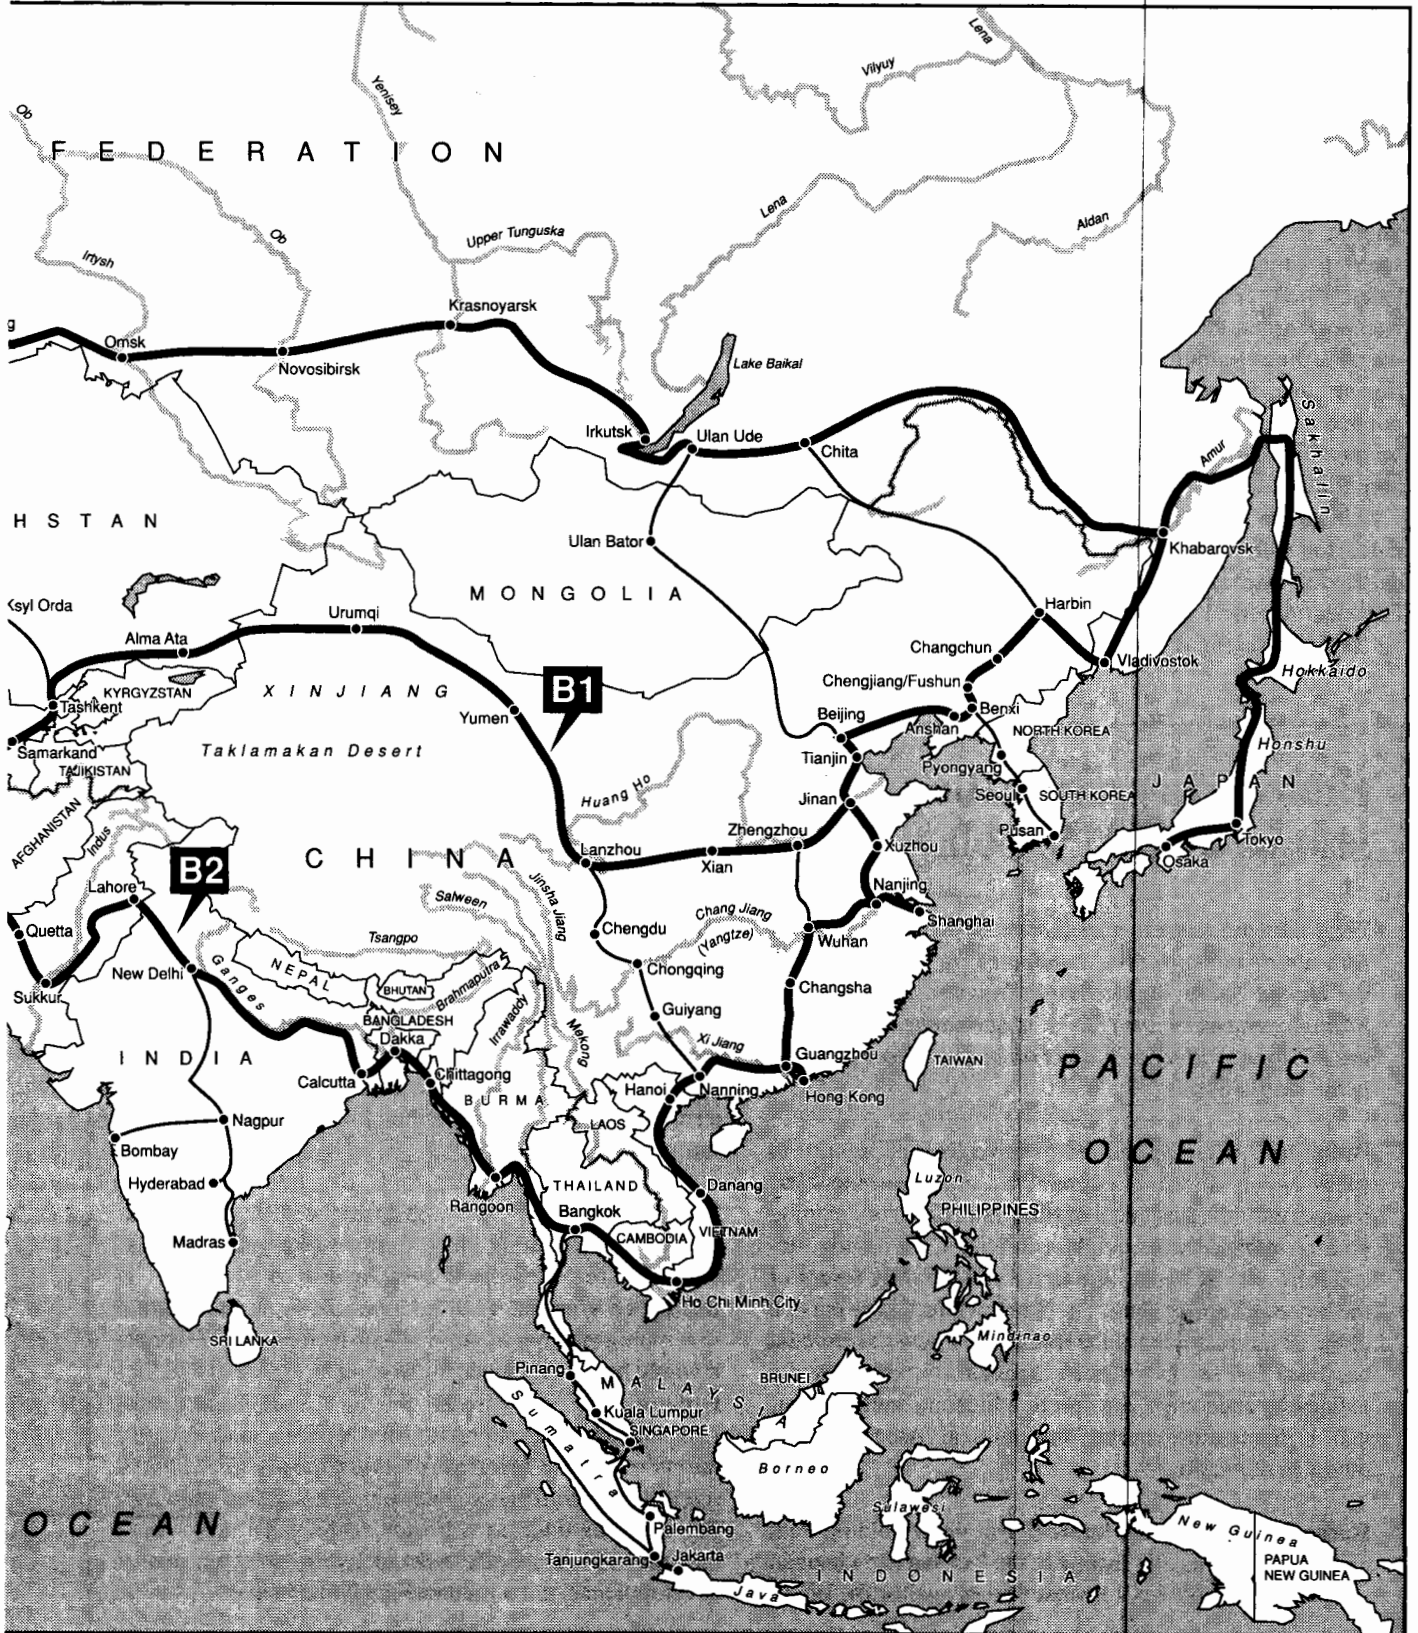 Lena
Vilyuy
Yenisey
Ob
FEDERATION
Lena
Aldan
Ob
Upper Tunguska
Irtysh
Krasnoyarsk
g
Omsk
Novosibirsk
Lake Baikal
Sakhalin
Irkutsk
Ulan Ude
Chita
Amur
HSTAN
Ulan Bator
Khabarovsk
MONGOLIA
Ksyl Orda
Urumqi
Harbin
Alma Ata
Changchun
Vladivostok
Hokkaido
KYRGYZSTAN
XINJIANG
B1
Chengjiang/Fushun
Tashkent
Yumen
Beijing
Benxi
Anshan
NORTH KOREA
Samarkand
Taklamakan Desert
Tianjin
Honshu
TAJIKISTAN
Pyongyang
JAPAN
Huang Ho
Jinan
Seoul
SOUTH KOREA
AFGHANISTAN
Indus
Zhengzhou
Pusan
Tokyo
CHINA
Lanzhou
Xian
Xuzhou
Osaka
B2
Lahore
Jinsha Jiang
Nanjing
Salween
Chang Jiang
(Yangtze)
Shanghai
Quetta
Tsangpo
Chengdu
Wuhan
New Delhi
Ganges
NEPAL
Chongqing
Sukkur
BHUTAN
Brahmaputra
Changsha
Irrawaddy
Guiyang
BANGLADESH
Mekong
Dakka
Xi Jiang
INDIA
Guangzhou
TAIWAN
PACIFIC
OCEAN
Calcutta
Chittagong
Hanoi
Nanning
Hong Kong
BURMA
Nagpur
LAOS
Bombay
Luzon
Hyderabad
THAILAND
Danang
Rangoon
Bangkok
PHILIPPINES
Madras
CAMBODIA
VIETNAM
Ho Chi Minh City
SRI LANKA
Mindinao
Pinang
MALAYSIA
BRUNEI
Sumatra
Kuala Lumpur
SINGAPORE
Borneo
Sulawesi
OCEAN
Palembang
New Guinea
Tanjungkarang
Jakarta
INDONESIA
PAPUA
NEW GUINEA
Java